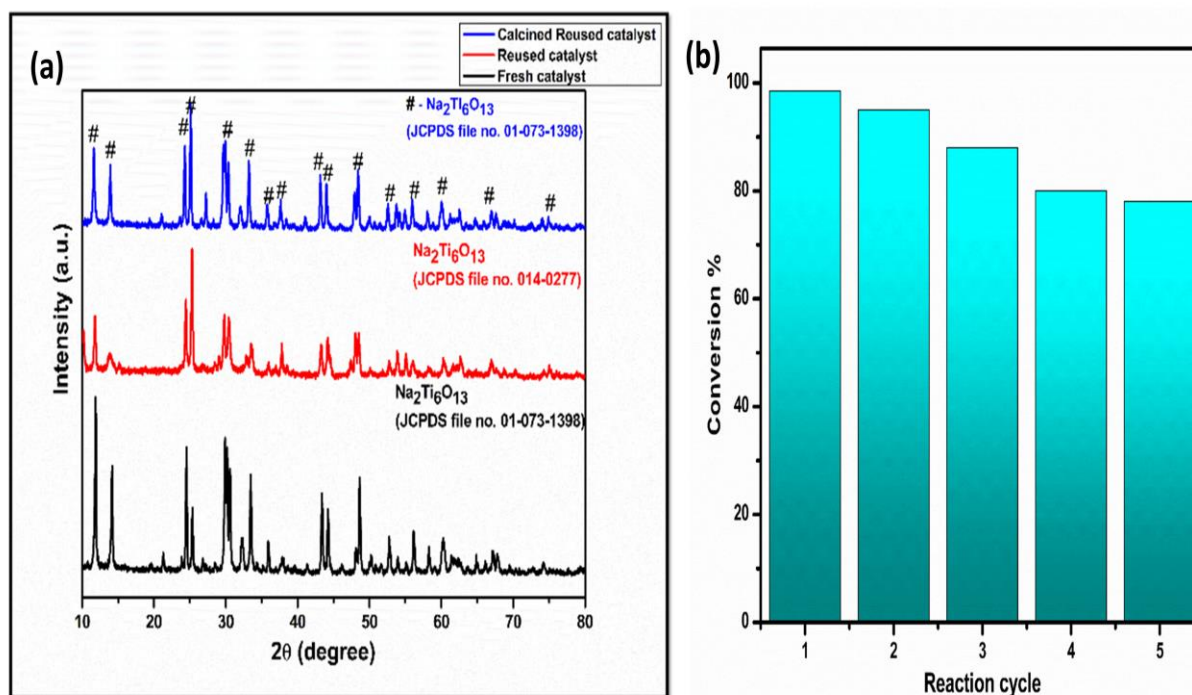 (a)
Calcined Reused catalyst
Reused catalyst
Fresh catalyst
# - Na2TI6O13
(JCPDS file no. 01-073-1398)
# # # # # # # # # # # # # # # #
Na2Ti6O13
(JCPDS file no. 014-0277)
Na2Ti6O13
(JCPDS file no. 01-073-1398)
Intensity (a.u.)
10 20 30 40 50 60 70 80
2θ (degree)
(b)
100
80
60
40
20
0
Conversion %
1 2 3 4 5
Reaction cycle